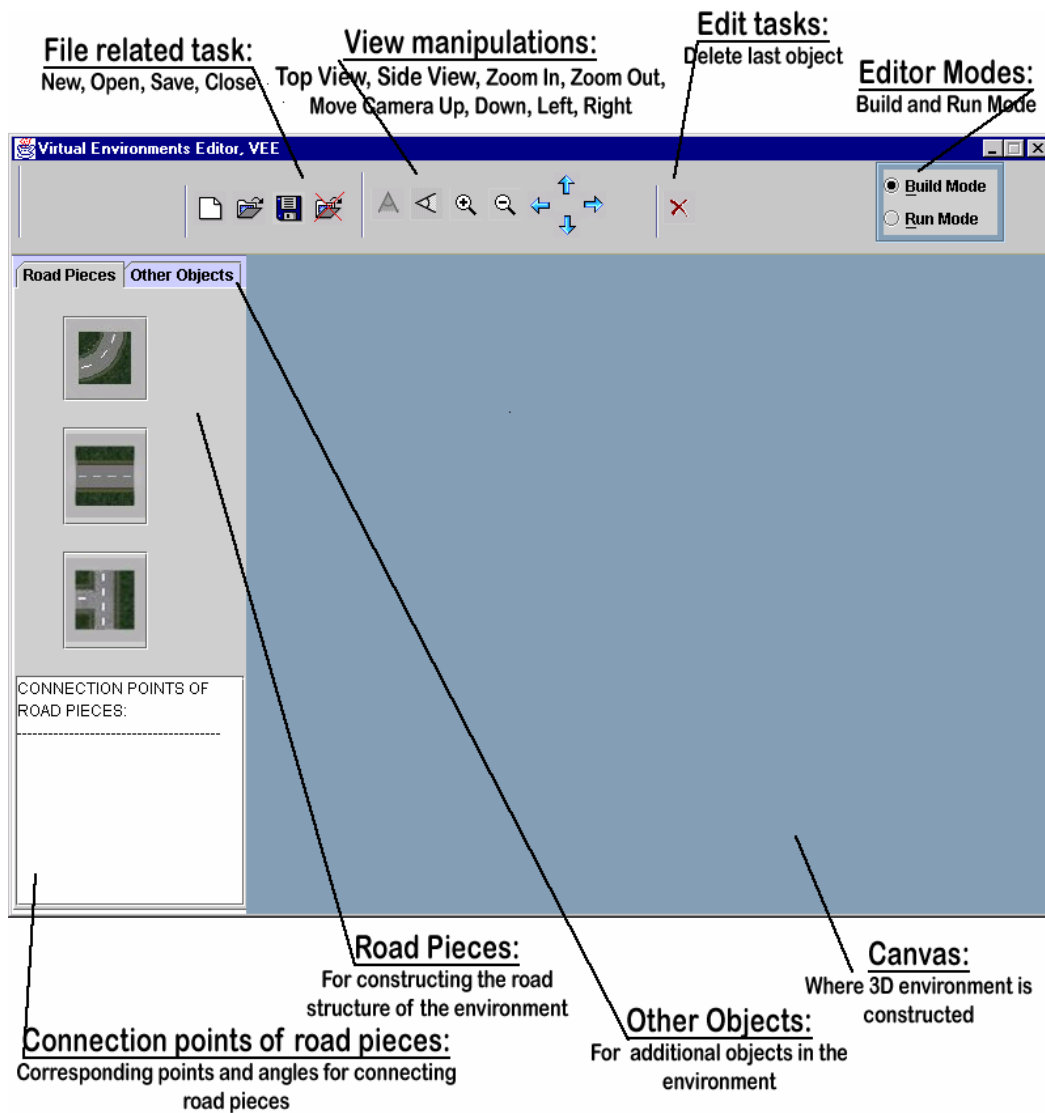 File related task:
New, Open, Save, Close
View manipulations:
Top View, Side View, Zoom In, Zoom Out,
Move Camera Up, Down, Left, Right
Edit tasks:
Delete last object
Editor Modes:
Build and Run Mode
Virtual Environments Editor, VEE
Build Mode
Run Mode
Road Pieces
Other Objects
CONNECTION POINTS OF
ROAD PIECES:
-----------------------------------
Road Pieces:
For constructing the road
structure of the environment
Canvas:
Where 3D environment is
constructed
Other Objects:
For additional objects in the
environment
Connection points of road pieces:
Corresponding points and angles for connecting
road pieces